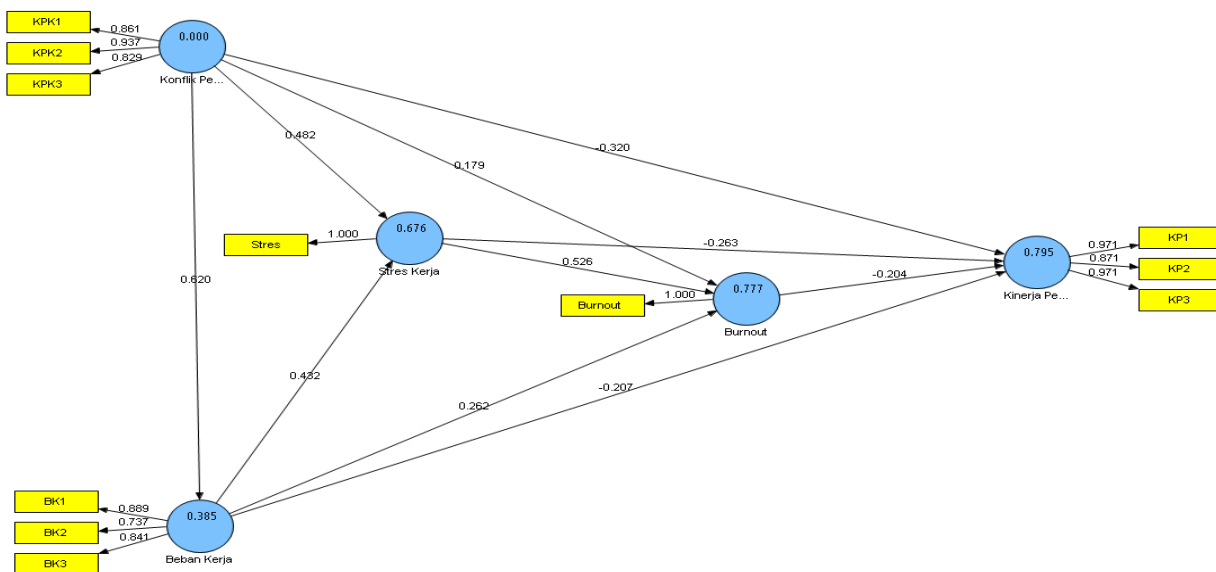 KPK1
0.861
KPK2
0.937
KPK3
0.829
0.000
Konflik Pe...
0.482
0.179
-0.320
0.620
Stres
1.000
0.676
Stres Kerja
-0.263
0.526
Burnout
1.000
0.777
Burnout
-0.204
0.795
Kinerja Pe...
0.971
KP1
0.871
KP2
0.971
KP3
0.432
0.262
-0.207
BK1
0.889
BK2
0.737
BK3
0.841
0.385
Beban Kerja